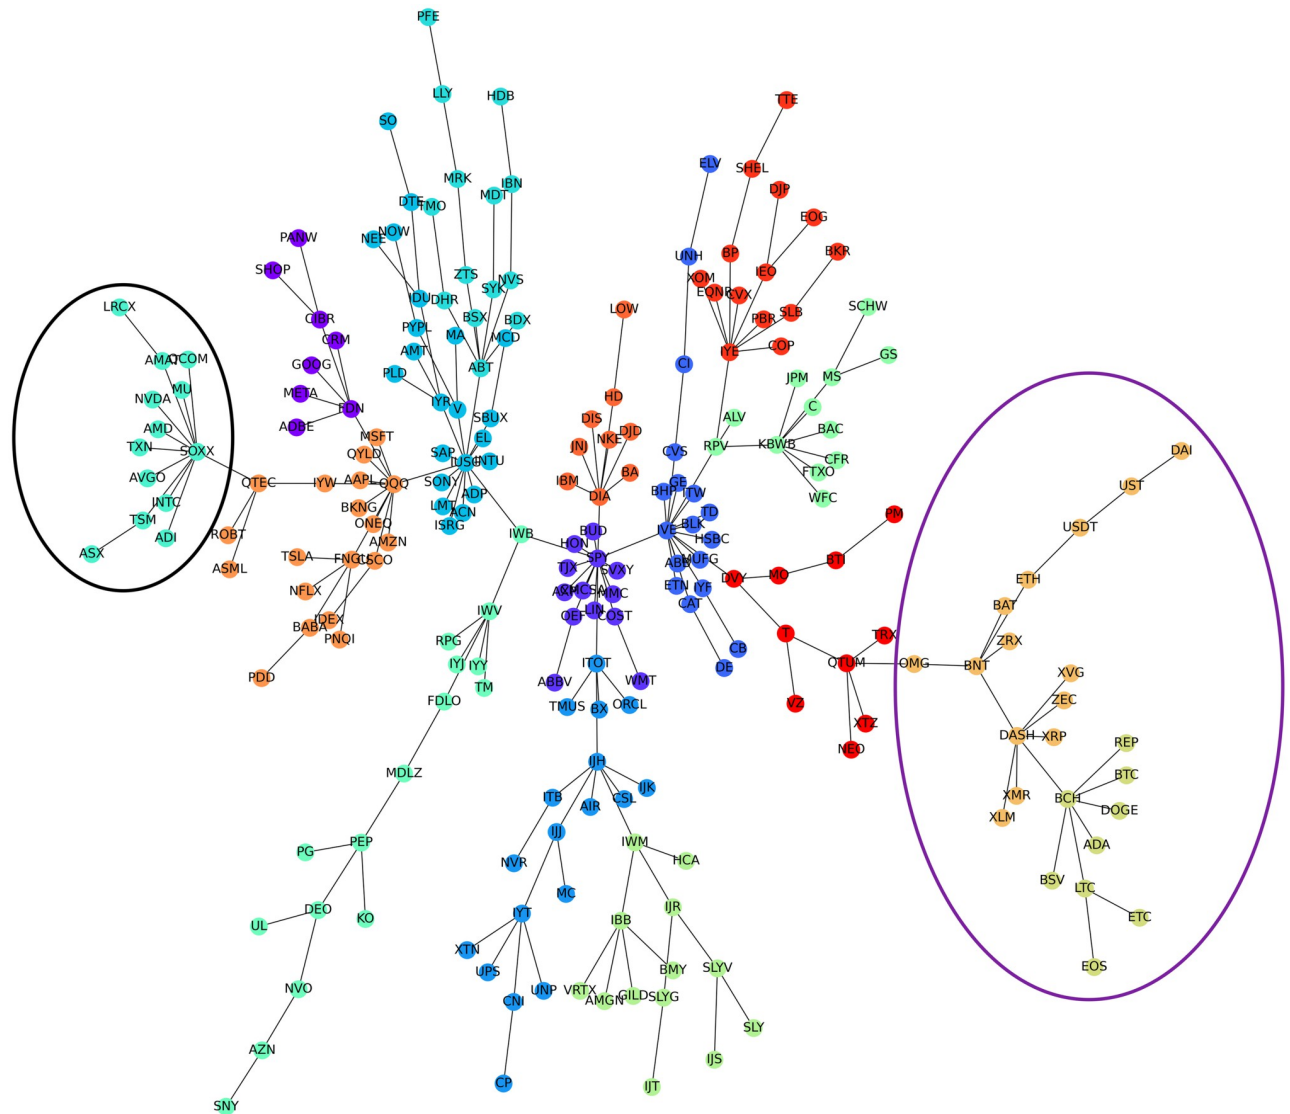 PFE
LLY
HDB
TTE
SO
ELV
SHEL
MRK
IBN
MDT
DJP
DTE
TMO
EOG
NOW
NEE
PANW
BP
BKR
UNH
SHOP
ZTS
NVS
SYK
XOM
EQNR
CVX
IEO
IDU
DHR
LRCX
LOW
SCHW
CIBR
BSX
BDX
PBR
SLB
PYPL
MA
MCD
CRM
AMT
ABT
IYE
COP
GS
AMAT
QCOM
GOOG
PLD
CI
JPM
MS
MU
META
HD
NVDA
FDN
IYR
V
C
ADBE
SBUX
DIS
ALV
AMD
MSFT
EL
NKE
DJD
BAC
TXN
JNJ
RPV
KBWB
SOXX
QYLD
SAP
IUSG
INTU
CVS
CFR
FTXO
AVGO
QTEC
IYW
AAPL
QQQ
SONY
IBM
BA
GE
BHP
ITW
WFC
INTC
BKNG
LMT
ADP
DIA
TSM
ONEQ
ACN
ISRG
TD
PM
ADI
ROBT
AMZN
IWB
BUD
IVE
BLK
HSBC
ASX
TSLA
CSCO
HON
SPY
ABB
MUFG
BTI
ASML
TJX
SVXY
DVY
MO
NFLX
AXP
MMC
ETN
IYF
CAT
IWV
LIN
OEF
COST
IDEX
BABA
PNQI
RPG
T
TRX
CB
DE
IYJ
IYY
ITOT
QTUM
OMG
BNT
PDD
TM
ABBV
WMT
FDLO
TMUS
BX
ORCL
VZ
XTZ
NEO
DAI
UST
USDT
ETH
BAT
ZRX
XVG
ZEC
DASH
XRP
REP
BTC
XMR
XLM
BCH
DOGE
ADA
BSV
LTC
ETC
EOS
MDLZ
IJH
ITB
IJK
AIR
CSL
IJJ
PG
PEP
NVR
IWM
HCA
MC
DEO
KO
UL
IYT
IBB
IJR
XTN
UPS
BMY
SLYV
NVO
CNI
UNP
VRTX
AMGN
GILD
SLYG
SLY
AZN
IJS
CP
IJT
SNY